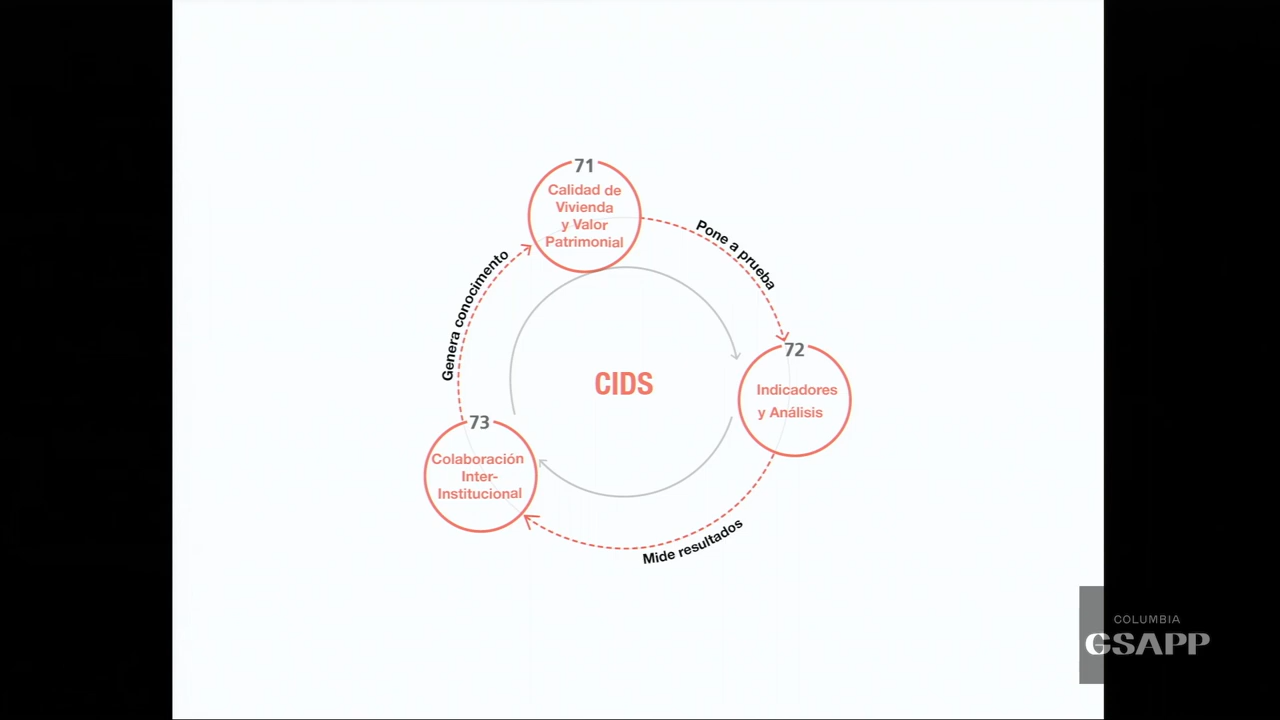 71
Calidad de
Vivienda
y Valor
Patrimonial
Pone a prueba
72
Indicadores
y Análisis
Mide resultados
73
Colaboración
Inter-
Institucional
Genera conocimento
CIDS
COLUMBIA
GSAPP